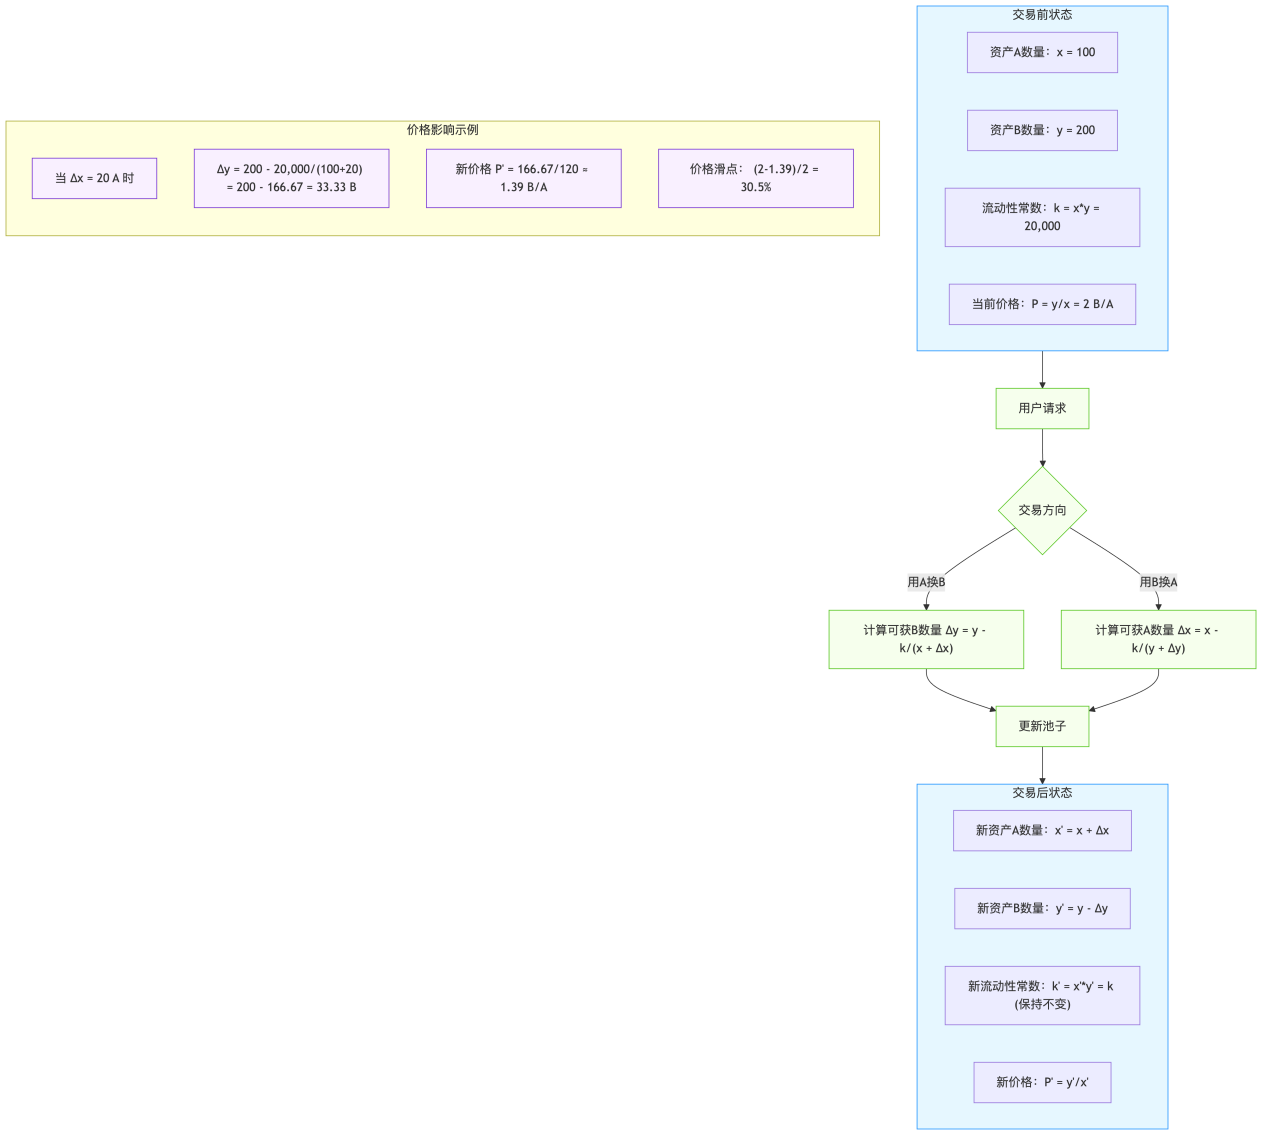 交易前状态
资产A数量：x = 100
资产B数量：y = 200
流动性常数：k = x*y =
20,000
当前价格：P = y/x = 2 B/A
价格影响示例
当 Δx = 20 A 时
Δy = 200 - 20,000/(100+20)
= 200 - 166.67 = 33.33 B
新价格 P' = 166.67/120 =
1.39 B/A
价格滑点： (2-1.39)/2 =
30.5%
用户请求
交易方向
用A换B
用B换A
计算可获B数量 Δy = y -
k/(x + Δx)
计算可获A数量 Δx = x -
k/(y + Δy)
更新池子
交易后状态
新资产A数量：x' = x + Δx
新资产B数量：y' = y - Δy
新流动性常数：k' = x'*y' = k
(保持不变)
新价格：P' = y'/x'